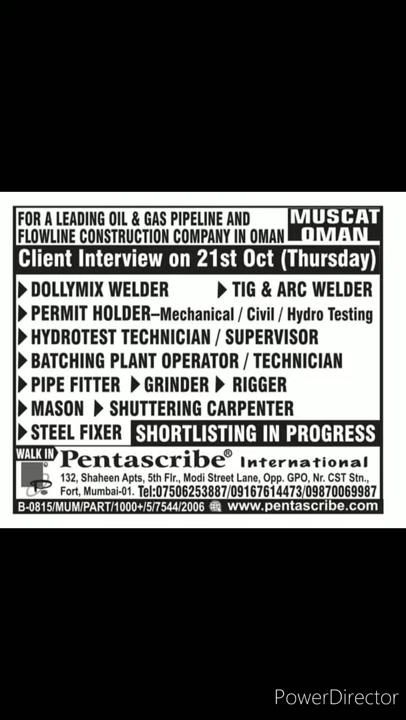 FOR A LEADING OIL & GAS PIPELINE AND
FLOWLINE CONSTRUCTION COMPANY IN OMAN
MUSCAT
OMAN
Client Interview on 21st Oct (Thursday)
DOLLYMIX WELDER TIG & ARC WELDER
PERMIT HOLDER–Mechanical / Civil / Hydro Testing
HYDROTEST TECHNICIAN / SUPERVISOR
BATCHING PLANT OPERATOR / TECHNICIAN
PIPE FITTER GRINDER RIGGER
MASON SHUTTERING CARPENTER
STEEL FIXER SHORTLISTING IN PROGRESS
WALK IN Pentascribe® International
132, Shaheen Apts, 5th Flr., Modi Street Lane, Opp. GPO, Nr. CST Stn.,
Fort, Mumbai-01. Tel:07506253887/09167614473/09870069987
B-0815/MUM/PART/1000+/5/7544/2006 www.pentascribe.com
PowerDirector